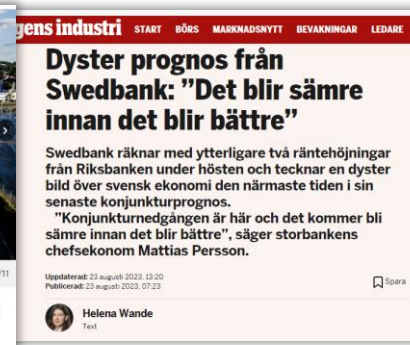 gens industri START BÖRS MARKNADSNYTT BEVAKNINGAR LEDARE
Dyster prognos från
Swedbank: ”Det blir sämre
innan det blir bättre”
Swedbank räknar med ytterligare två räntehöjningar
från Riksbanken under hösten och tecknar en dyster
bild över svensk ekonomi den närmaste tiden i sin
senaste konjunkturprognos.
”Konjunkturnedgången är här och det kommer bli
sämre innan det blir bättre”, säger storbankens
chefsekonom Mattias Persson.
Uppdaterad: 23 augusti 2023, 13:20
Publicerad: 23 augusti 2023, 07:23
Spara
Helena Wande
Text